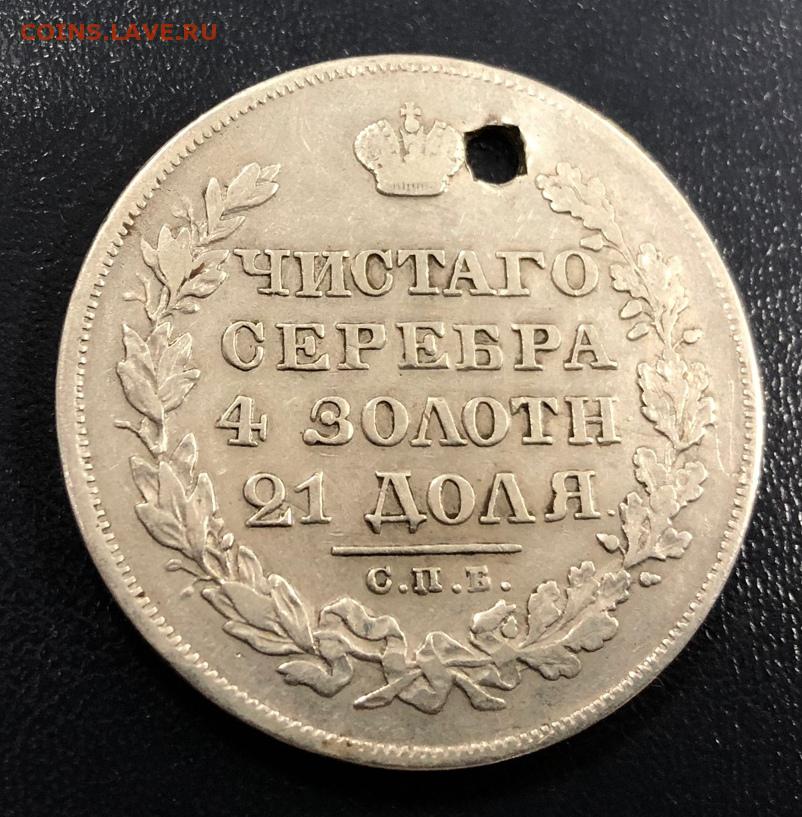 COINS.LAVE.RU
ЧИСТАГО
СЕРЕБРА
4 ЗОЛОТН
21 ДОЛЯ.
С.П.Б.